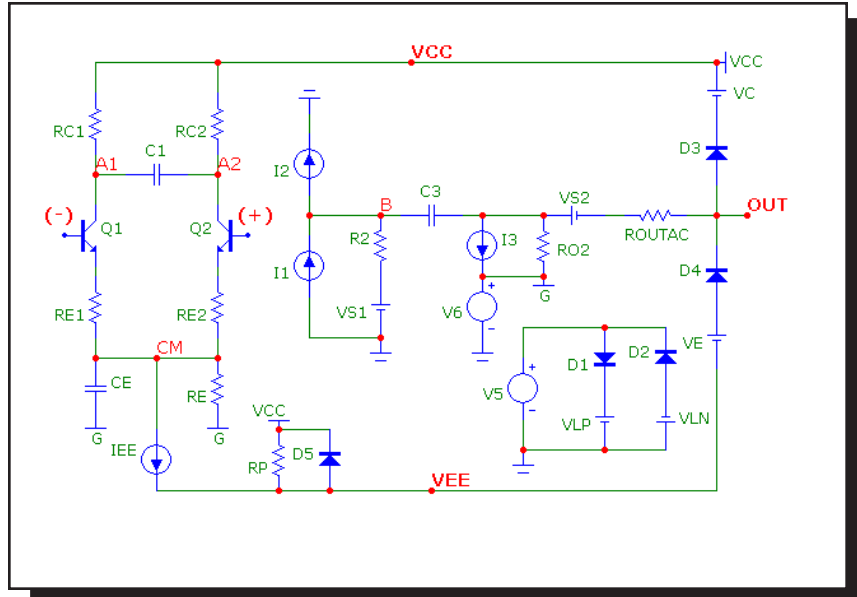 VCC
VCC
VC
RC1
RC2
D3
A1
C1
A2
I2
(-)
(+)
Q1
Q2
B
C3
VS2
OUT
R2
I3
RO2
ROUTAC
I1
D4
RE1
RE2
VS1
V6
+
-
G
VE
CM
CE
RE
V5
+
-
D1
D2
VLP
VLN
G
G
IEE
VCC
RP
D5
VEE